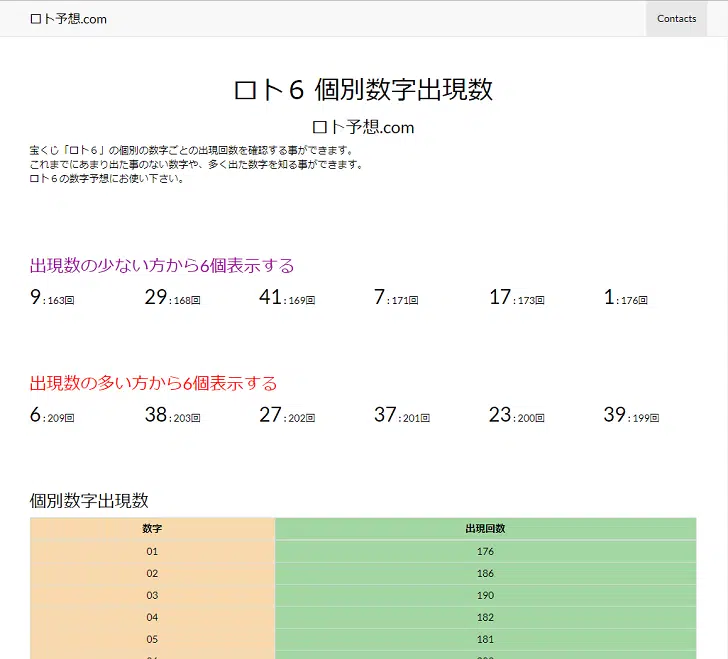 ロト予想.com
Contacts
ロト６ 個別数字出現数
ロト予想.com
宝くじ「ロト６」の個別の数字ごとの出現回数を確認する事ができます。
これまでにあまり出た事のない数字や、多く出た数字を知る事ができます。
ロト６の数字予想にお使い下さい。
出現数の少ない方から6個表示する
9 : 163回 29 : 168回 41 : 169回 7 : 171回 17 : 173回 1 : 176回
出現数の多い方から6個表示する
6 : 209回 38 : 203回 27 : 202回 37 : 201回 23 : 200回 39 : 199回
個別数字出現数
数字 出現回数
01 176
02 186
03 190
04 182
05 181